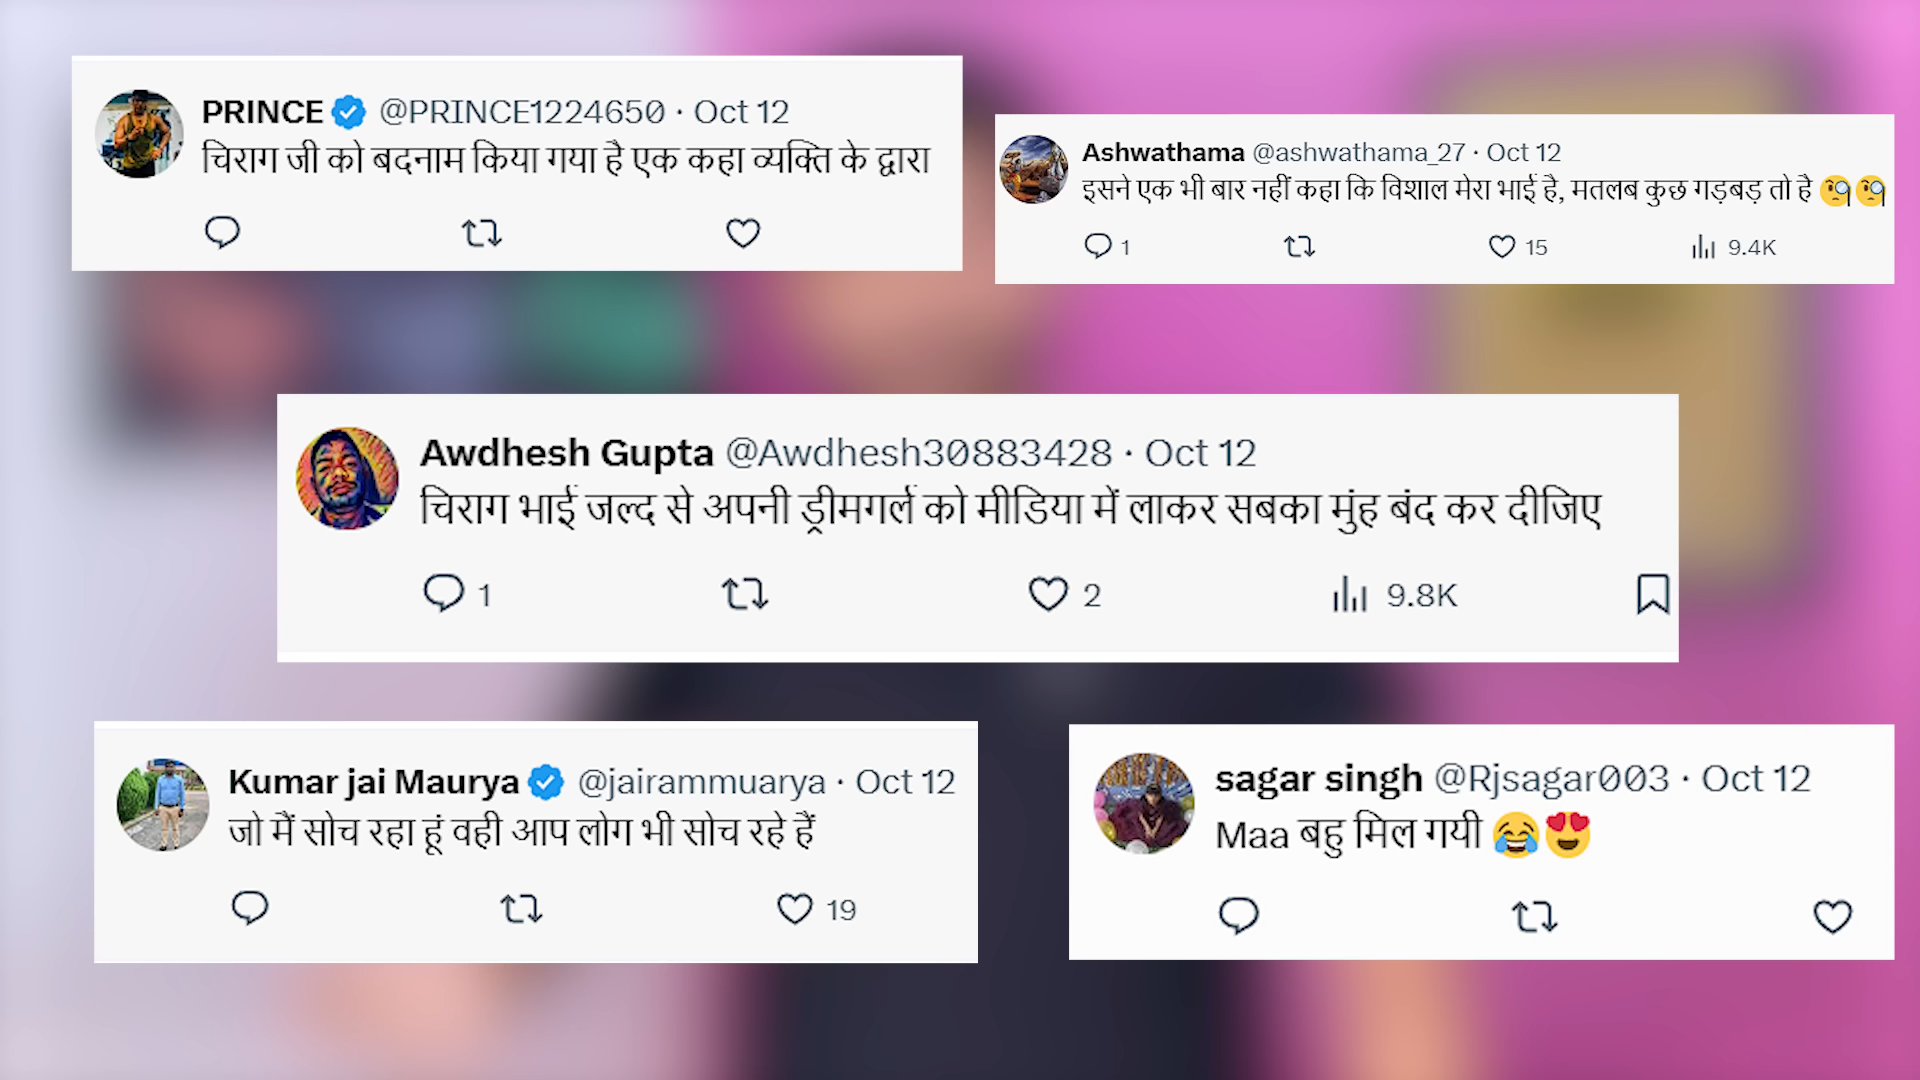 PRINCE @PRINCE1224650 · Oct 12
चिराग जी को बदनाम किया गया है एक कहा व्यक्ति के द्वारा
Ashwathama @ashwathama_27 · Oct 12
इसने एक भी बार नहीं कहा कि विशाल मेरा भाई है, मतलब कुछ गड़बड़ तो है 🧐🧐
1 15 9.4K
Awdhesh Gupta @Awdhesh30883428 · Oct 12
चिराग भाई जल्द से अपनी ड्रीमगर्ल को मीडिया में लाकर सबका मुंह बंद कर दीजिए
1 2 9.8K
Kumar jai Maurya @jairammuarya · Oct 12
जो मैं सोच रहा हूं वही आप लोग भी सोच रहे हैं
19
sagar singh @Rjsagar003 · Oct 12
Maa बहु मिल गयी 😂😍